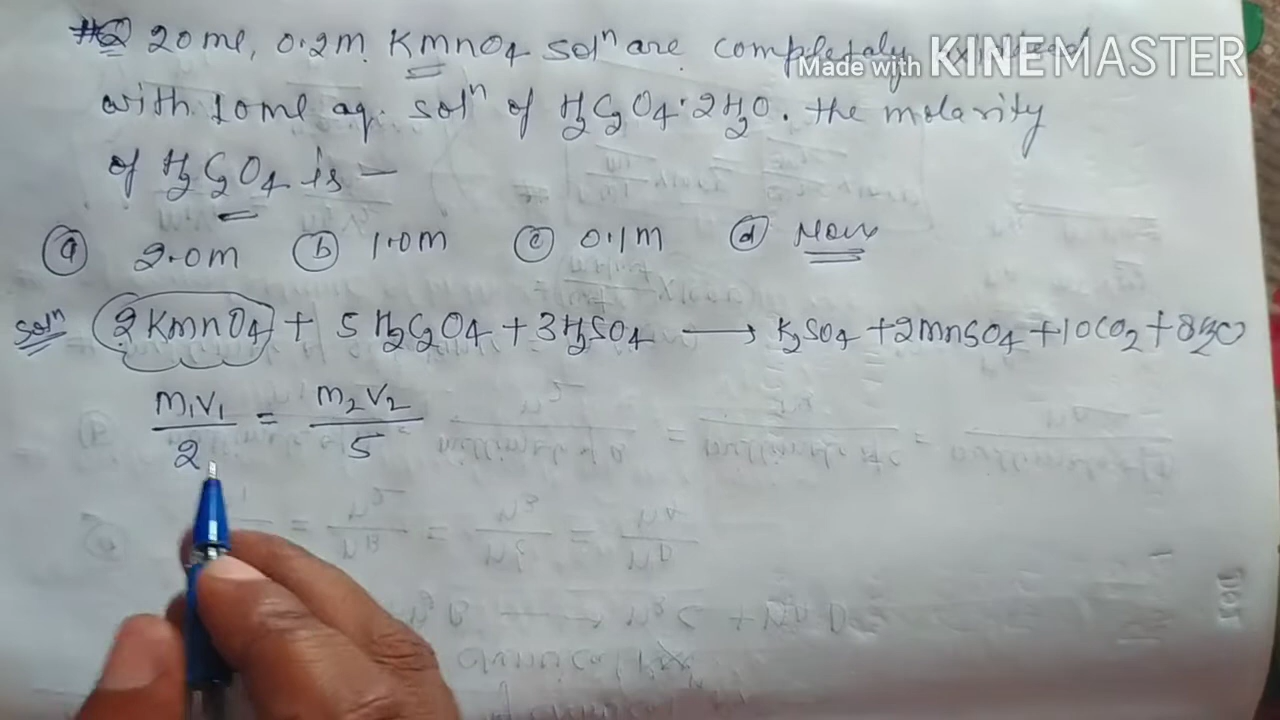 #2 20ml, 0.2m KmnO4 solⁿ are completaly
Made with KINEMASTER
with 10ml aq. solⁿ of H2C2O4·2H2O. the molarity
of H2C2O4 is –
a 2.0m b 1.0m c 0.1m d
Solⁿ 2KmnO4 + 5H2C2O4 + 3H2SO4 ⟶ K2SO4 + 2mnSO4 + 10CO2 + 8H2O
m1v1/2 = m2v2/5